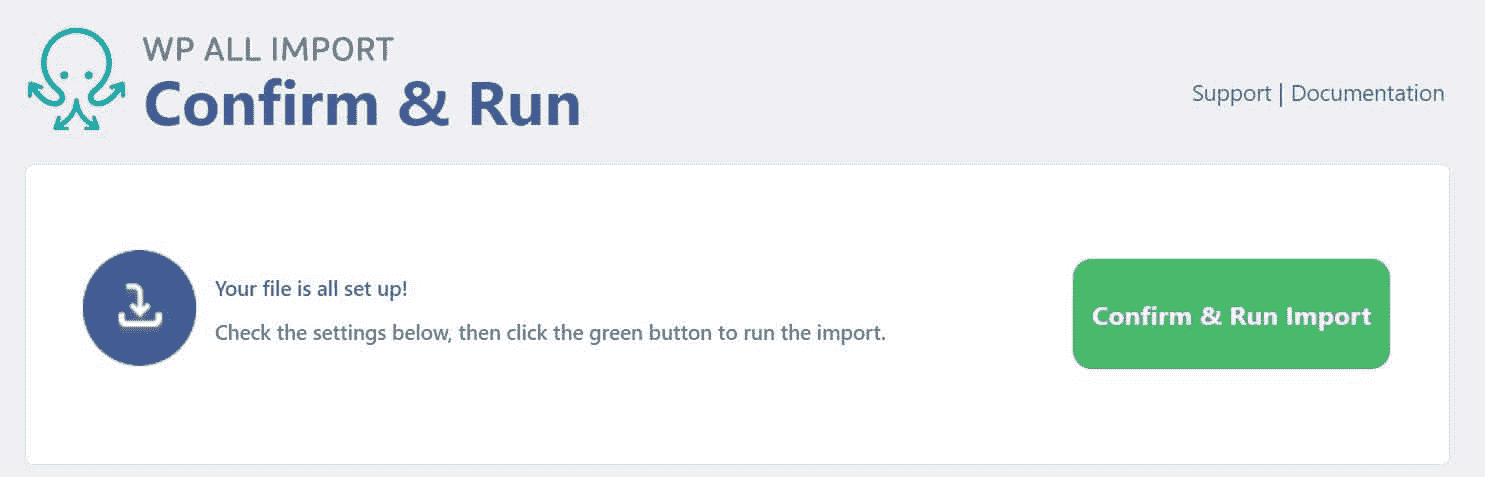 WP ALL IMPORT
Confirm & Run
Support | Documentation
Your file is all set up!
Check the settings below, then click the green button to run the import.
Confirm & Run Import